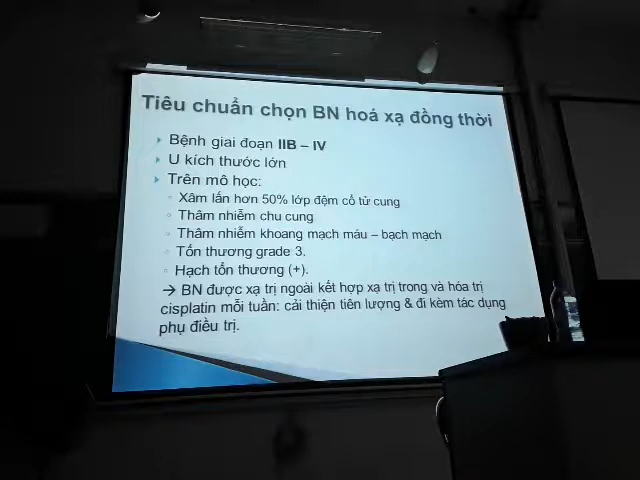 Tiêu chuẩn chọn BN hoá xạ đồng thời
Bệnh giai đoạn IIB – IV
U kích thước lớn
Trên mô học:
Xâm lấn hơn 50% lớp đệm cổ tử cung
Thâm nhiễm chu cung
Thâm nhiễm khoang mạch máu – bạch mạch
Tổn thương grade 3.
Hạch tổn thương (+).
→ BN được xạ trị ngoài kết hợp xạ trị trong và hóa trị
cisplatin mỗi tuần: cải thiện tiên lượng & đi kèm tác dụng
phụ điều trị.